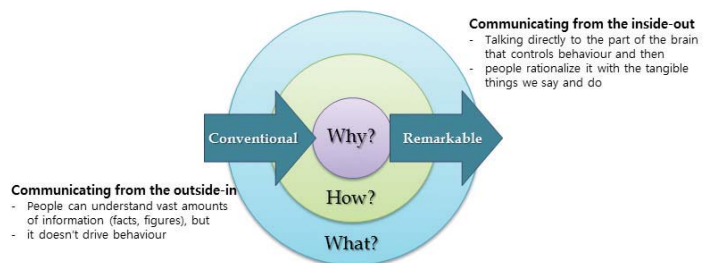 Communicating from the inside-out
- Talking directly to the part of the brain
that controls behaviour and then
- people rationalize it with the tangible
things we say and do
Conventional
Why?
Remarkable
Communicating from the outside-in
- People can understand vast amounts
of information (facts, figures), but
- it doesn't drive behaviour
How?
What?